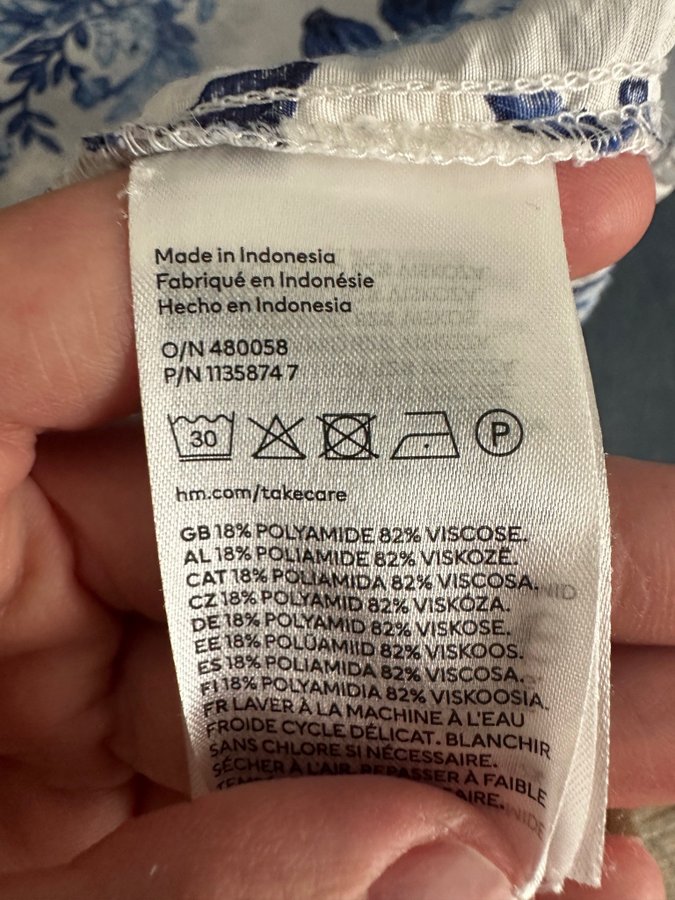 Made in Indonesia
Fabriqué en Indonésie
Hecho en Indonesia
O/N 480058
P/N 1135874 7
30
P
hm.com/takecare
GB 18% POLYAMIDE 82% VISCOSE.
AL 18% POLIAMIDE 82% VISKOZË.
CAT 18% POLIAMIDA 82% VISCOSA.
CZ 18% POLYAMID 82% VISKÓZA.
DE 18% POLYAMID 82% VISKOSE.
EE 18% POLÜAMIID 82% VISKOOS.
ES 18% POLIAMIDA 82% VISCOSA.
FI 18% POLYAMIDIA 82% VISKOOSIA.
FR LAVER À LA MACHINE À L'EAU
FROIDE CYCLE DÉLICAT. BLANCHIR
SANS CHLORE SI NÉCESSAIRE.
SÉCHER À L'AIR. REPASSER À FAIBLE